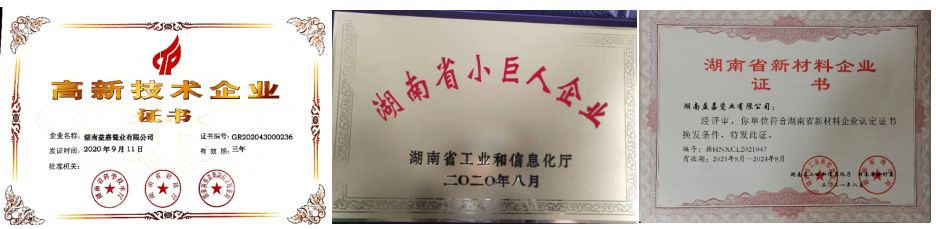 高新技术企业
证书
企业名称：湖南益嘉瓷业有限公司
证书编号：GR202043000236
发证时间：2020年9月11日
有效期：三年
批准机关：
湖南省小巨人企业
湖南省工业和信息化厅
二〇二〇年八月
湖南省新材料企业
证书
湖南益嘉瓷业有限公司：
经评审，你单位符合湖南省新材料企业认定证书
换发条件，特发此证。
编号：换HNXCL2021047
有效期：2021年8月—2024年8月